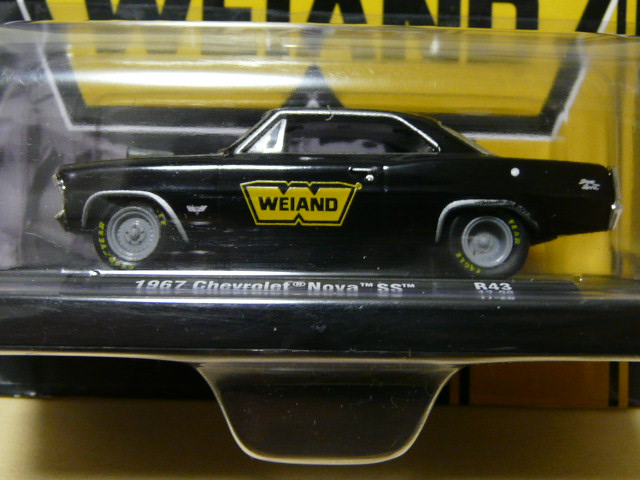 WEIAND
WEIAND
1967 Chevrolet® Nova™ SS™
R43